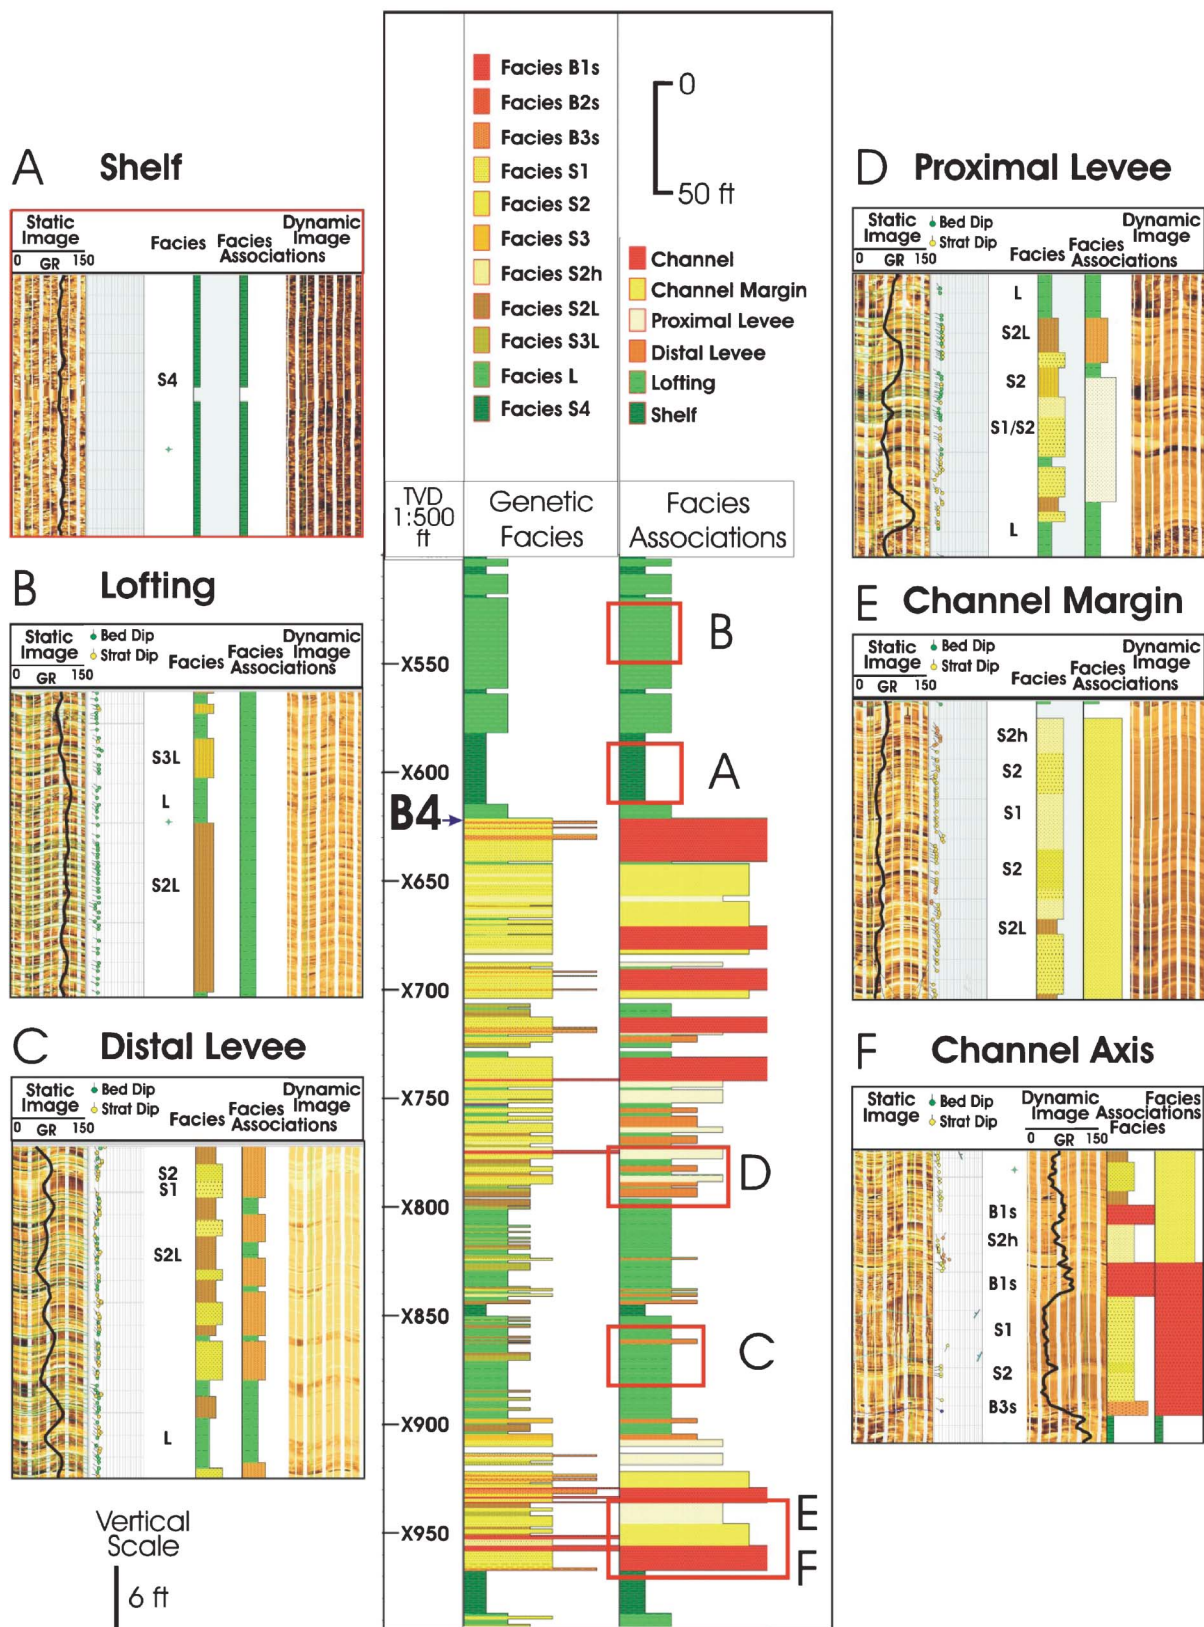 A Shelf
Static Image
0 GR 150
Facies
Facies Associations
Dynamic Image
S4
B Lofting
Static Image
0 GR 150
Bed Dip
Strat Dip
Facies
Facies Associations
Dynamic Image
S3L
L
S2L
C Distal Levee
Static Image
0 GR 150
Bed Dip
Strat Dip
Facies
Facies Associations
Dynamic Image
S2
S1
S2L
L
Vertical Scale
6 ft
Facies B1s
Facies B2s
Facies B3s
Facies S1
Facies S2
Facies S3
Facies S2h
Facies S2L
Facies S3L
Facies L
Facies S4
0
50 ft
Channel
Channel Margin
Proximal Levee
Distal Levee
Lofting
Shelf
TVD
1:500
ft
Genetic Facies
Facies Associations
X550
X600
B4
X650
X700
X750
X800
X850
X900
X950
B
A
D
C
E
F
D Proximal Levee
Static Image
0 GR 150
Bed Dip
Strat Dip
Facies
Facies Associations
Dynamic Image
L
S2L
S2
S1/S2
L
E Channel Margin
Static Image
0 GR 150
Bed Dip
Strat Dip
Facies
Facies Associations
Dynamic Image
S2h
S2
S1
S2
S2L
F Channel Axis
Static Image
Bed Dip
Strat Dip
Dynamic Image
0 GR 150
Facies Associations
Facies
B1s
S2h
B1s
S1
S2
B3s